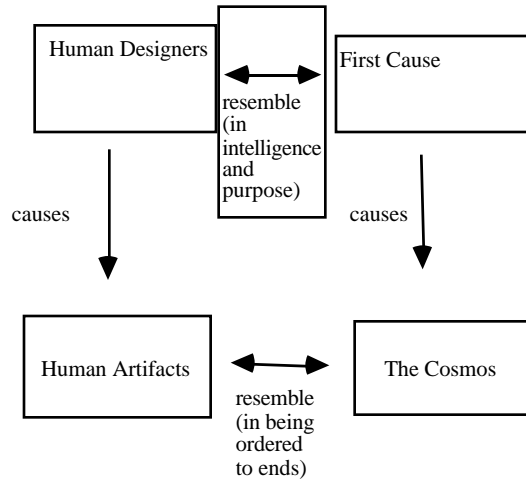 Human Designers
First Cause
resemble
(in
intelligence
and
purpose)
causes
causes
Human Artifacts
The Cosmos
resemble
(in being
ordered
to ends)